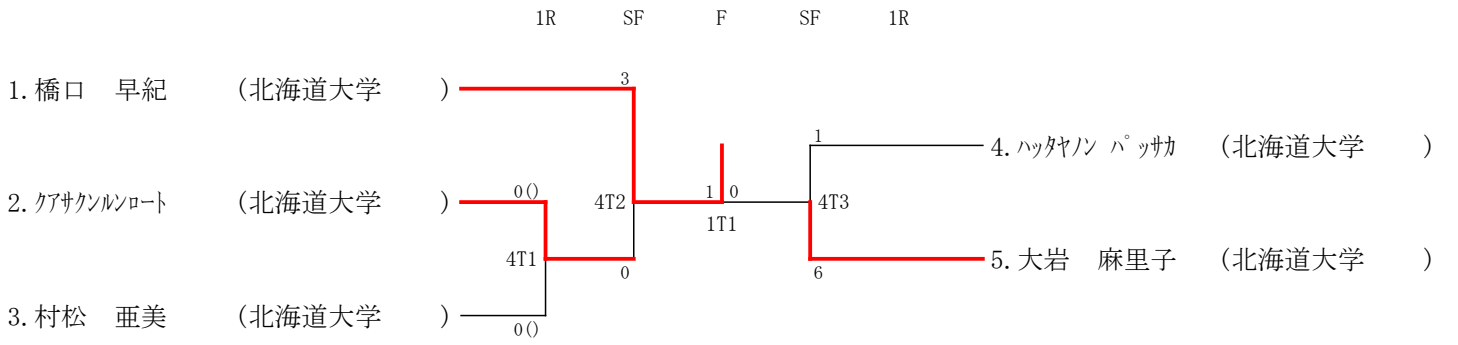 1R SF F SF 1R
3
1.橋口 早紀 (北海道大学 )
1
4.ﾊｯﾀﾔﾉﾝ ﾊﾟｯｻｶ (北海道大学 )
0()
1 0
2.ｸｱｻｸﾝﾙﾝﾛｰﾄ (北海道大学 )
4T2
4T3
1T1
4T1
5.大岩 麻里子 (北海道大学 )
0
6
3.村松 亜美 (北海道大学 )
0()